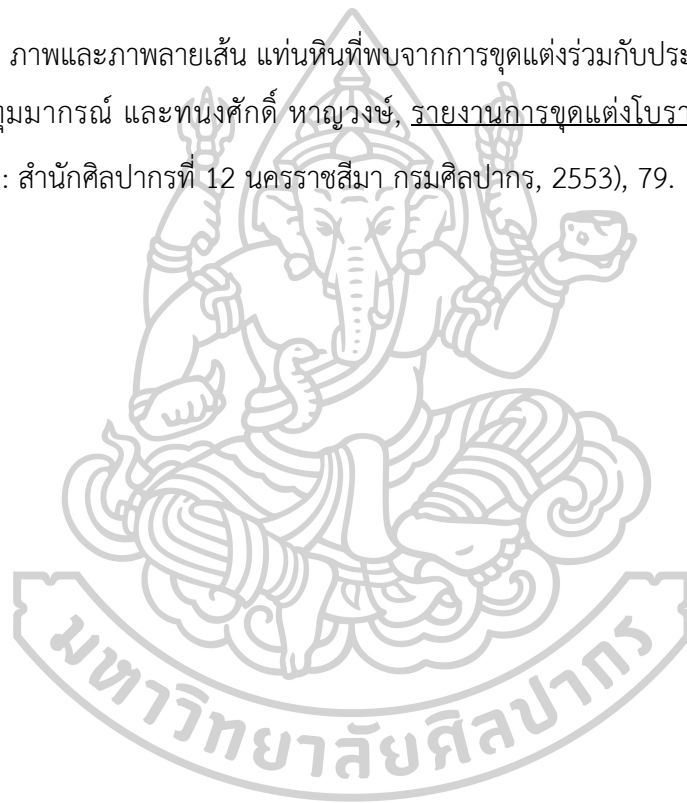 ภาพและภาพลายเส้น แท่นหินที่พบจากการขุดแต่งร่วมกับประ
ทุมมากรณ์ และทนงศักดิ์ หาญวงษ์, รายงานการขุดแต่งโบรา
: สำนักศิลปากรที่ 12 นครราชสีมา กรมศิลปากร, 2553), 79.
มหาวิทยาลัยศิลปากร